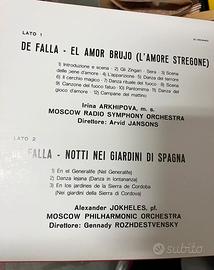 LATO 1
DE FALLA - EL AMOR BRUJO (L'AMORE STREGONE)
1) Introduzione e scena - 2) Gli Zingari - Sera - 3) Scena
delle pene d'amore - 4) L'apparizione - 5) Danza del terrore
6) Il cerchio magico - 7) Danza rituale del fuoco - 8) Scena
9) Canzone del fuoco fatuo - 10) Pantomima - 11) Danza del
gioco d'amore - 12) Campane del mattino
Irina ARKHIPOVA, m. s.
MOSCOW RADIO SYMPHONY ORCHESTRA
Direttore: Arvid JANSONS
LATO 2
FALLA - NOTTI NEI GIARDINI DI SPAGNA
1) En el Generalife (Nel Generalife)
2) Danza lejana (Danza in lontananza)
3) En los jardines de la Sierra de Cordoba
(Nei giardini della Sierra di Cordova)
Alexander JOKHELES, pf.
MOSCOW PHILHARMONIC ORCHESTRA
Direttore: Gennady ROZHDESTVENSKY
subito